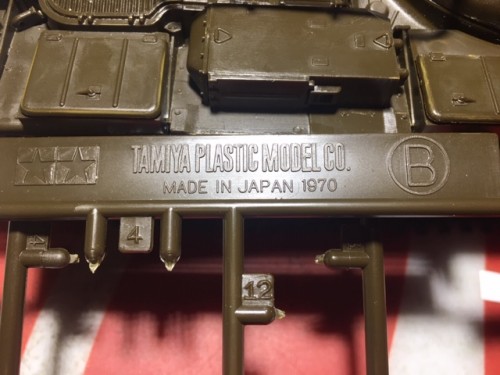 TAMIYA PLASTIC MODEL CO.
MADE IN JAPAN 1970
B
4
12